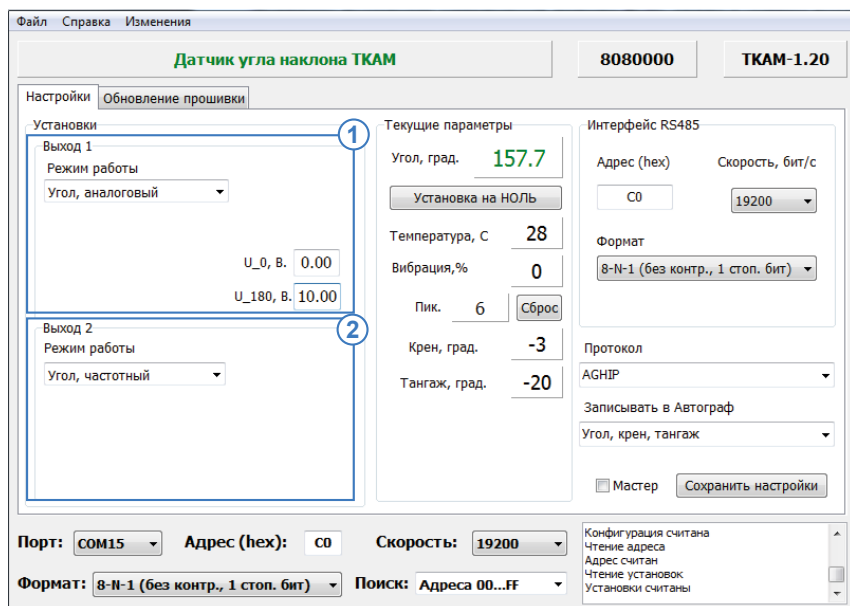 Файл Справка Изменения
Датчик угла наклона ТКАМ
8080000
ТКАМ-1.20
Настройки Обновление прошивки
Установки
1
Выход 1
Режим работы
Угол, аналоговый
U_0, В. 0.00
U_180, В. 10.00
2
Выход 2
Режим работы
Угол, частотный
Текущие параметры
Угол, град. 157.7
Установка на НОЛЬ
Температура, С 28
Вибрация,% 0
Пик. 6 Сброс
Крен, град. -3
Тангаж, град. -20
Интерфейс RS485
Адрес (hex) Скорость, бит/с
C0 19200
Формат
8-N-1 (без контр., 1 стоп. бит)
Протокол
AGHIP
Записывать в Автограф
Угол, крен, тангаж
Мастер Сохранить настройки
Порт: COM15 Адрес (hex): C0 Скорость: 19200
Формат: 8-N-1 (без контр., 1 стоп. бит) Поиск: Адреса 00...FF
Конфигурация считана
Чтение адреса
Адрес считан
Чтение установок
Установки считаны